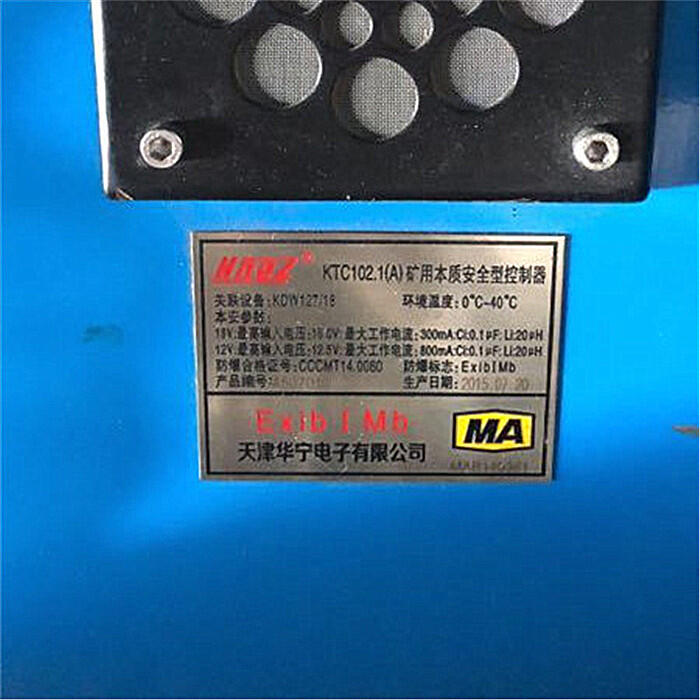 HNDZ® KTC102.1(A) 矿用本质安全型控制器
关联设备:KDW127/18 环境温度:0℃-40℃
本安参数:
18V:最高输入电压:18.0V:最大工作电流:300mA:Ci:0.1μF:Li:20μH
12V:最高输入电压:12.5V:最大工作电流:800mA:Ci:0.1μF:Li:20μH
防爆合格证号:CCCMT14.0060 防爆标志:ExibIMb
产品编号: 生产日期:2015.07.20
ExibIMb
MA
天津华宁电子有限公司